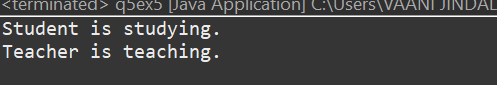 <terminated> q5ex5 [Java Application] C:\Users\VAANI JINDAL
Student is studying.
Teacher is teaching.